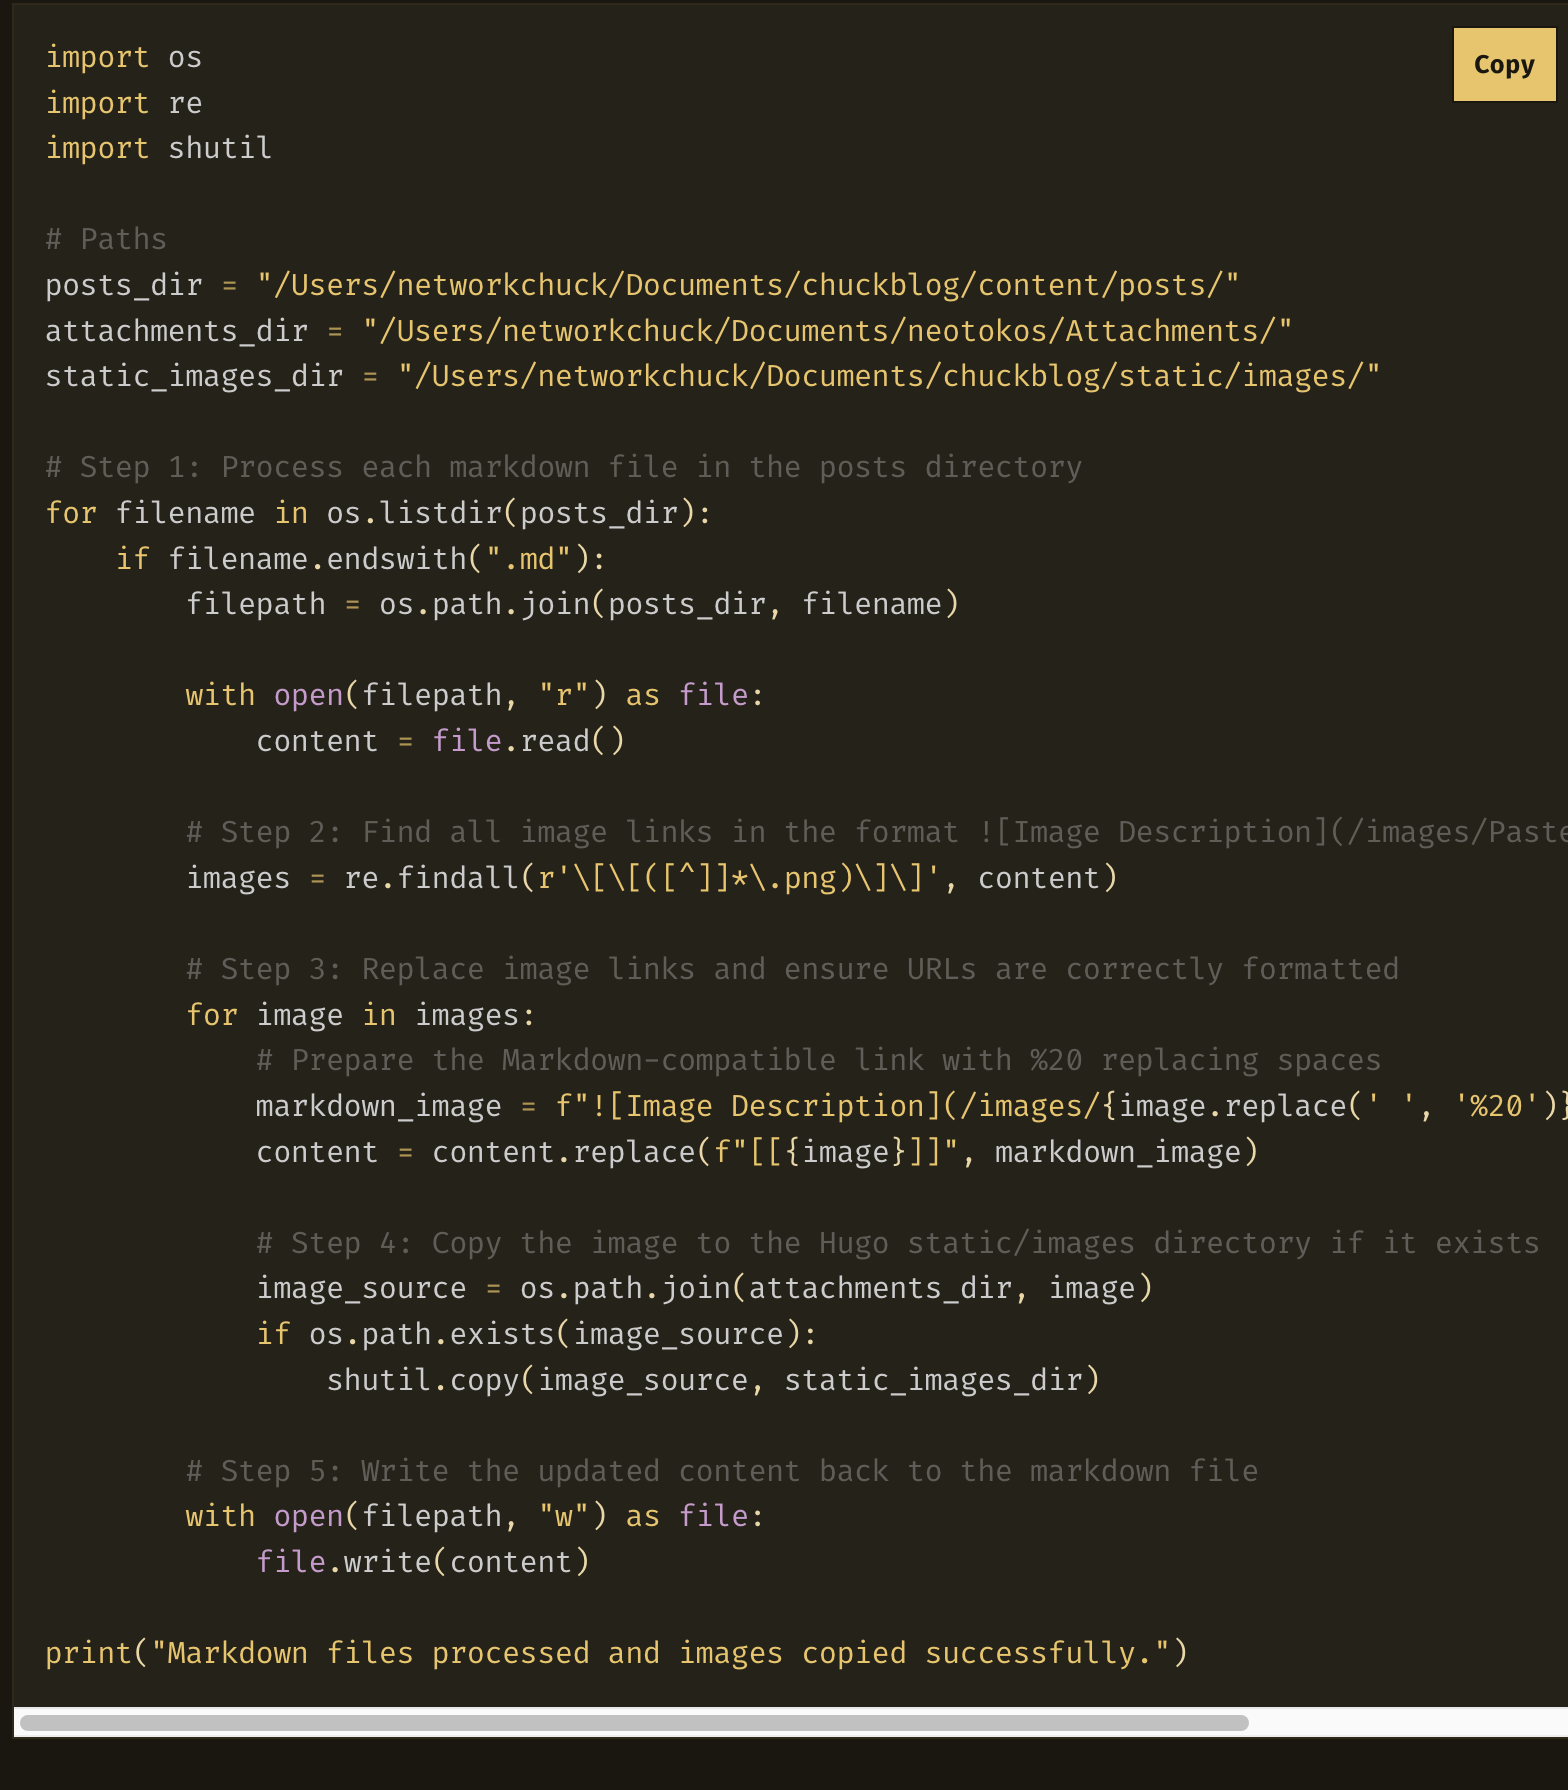 import os
Copy
import re
import shutil
# Paths
posts_dir = "/Users/networkchuck/Documents/chuckblog/content/posts/"
attachments_dir = "/Users/networkchuck/Documents/neotokos/Attachments/"
static_images_dir = "/Users/networkchuck/Documents/chuckblog/static/images/"
# Step 1: Process each markdown file in the posts directory
for filename in os.listdir(posts_dir):
    if filename.endswith(".md"):
        filepath = os.path.join(posts_dir, filename)
        with open(filepath, "r") as file:
            content = file.read()
        # Step 2: Find all image links in the format ![Image Description](/images/Paste
        images = re.findall(r'\[\[([^]]*\.png)\]\]', content)
        # Step 3: Replace image links and ensure URLs are correctly formatted
        for image in images:
            # Prepare the Markdown-compatible link with %20 replacing spaces
            markdown_image = f"![Image Description](/images/{image.replace(' ', '%20')}
            content = content.replace(f"[[{image}]]", markdown_image)
            # Step 4: Copy the image to the Hugo static/images directory if it exists
            image_source = os.path.join(attachments_dir, image)
            if os.path.exists(image_source):
                shutil.copy(image_source, static_images_dir)
        # Step 5: Write the updated content back to the markdown file
        with open(filepath, "w") as file:
            file.write(content)
print("Markdown files processed and images copied successfully.")